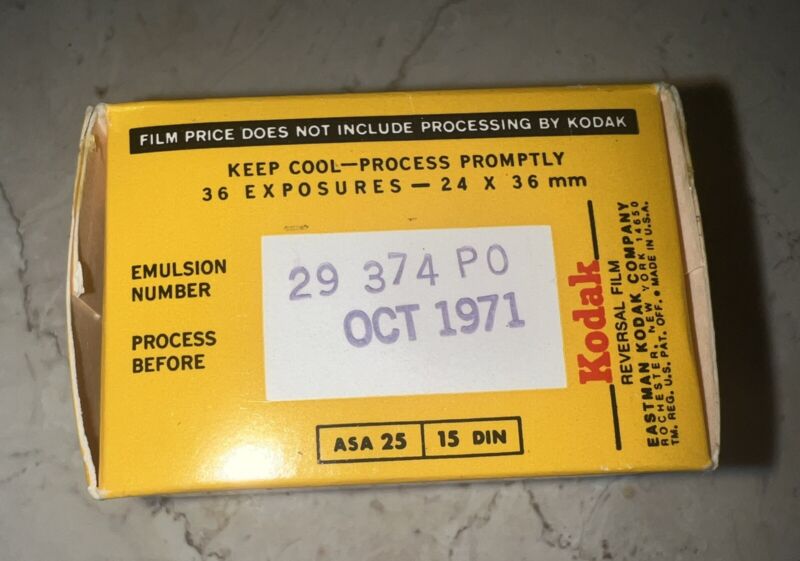 FILM PRICE DOES NOT INCLUDE PROCESSING BY KODAK
KEEP COOL—PROCESS PROMPTLY
36 EXPOSURES — 24 X 36 mm
EMULSION
NUMBER
29 374 PO
PROCESS
BEFORE
OCT 1971
ASA 25
15 DIN
Kodak
REVERSAL FILM
EASTMAN KODAK COMPANY
ROCHESTER, NEW YORK 14650
TM. REG. U.S. PAT. OFF. • MADE IN U.S.A.